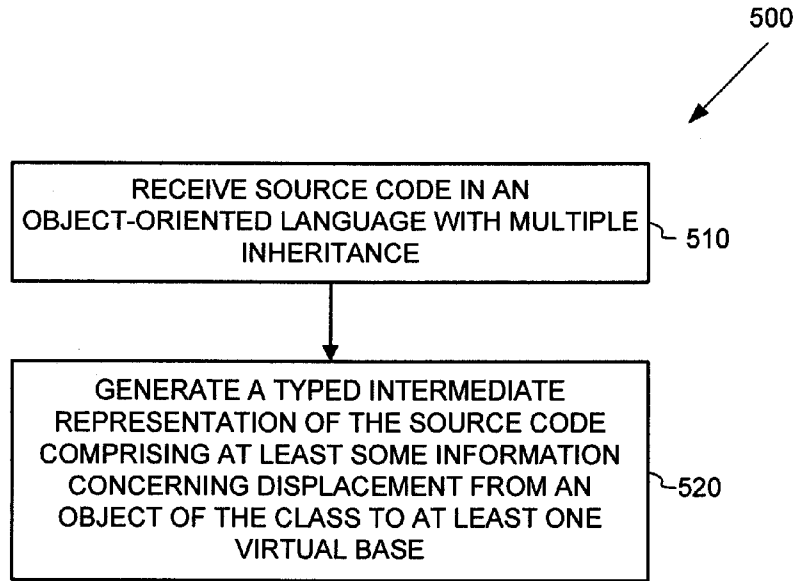 500
RECEIVE SOURCE CODE IN AN
OBJECT-ORIENTED LANGUAGE WITH MULTIPLE
INHERITANCE
510
GENERATE A TYPED INTERMEDIATE
REPRESENTATION OF THE SOURCE CODE
COMPRISING AT LEAST SOME INFORMATION
CONCERNING DISPLACEMENT FROM AN
OBJECT OF THE CLASS TO AT LEAST ONE
VIRTUAL BASE
520